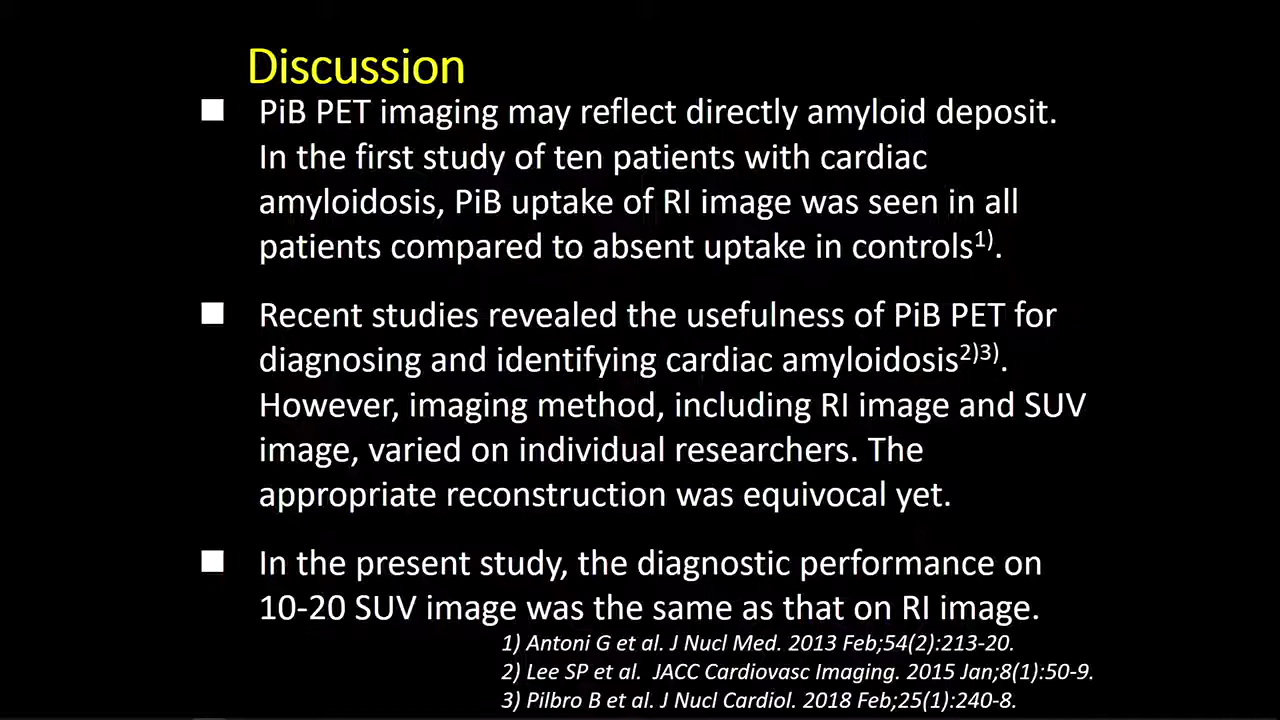 Discussion
PiB PET imaging may reflect directly amyloid deposit.
In the first study of ten patients with cardiac
amyloidosis, PiB uptake of RI image was seen in all
patients compared to absent uptake in controls1).
Recent studies revealed the usefulness of PiB PET for
diagnosing and identifying cardiac amyloidosis2)3).
However, imaging method, including RI image and SUV
image, varied on individual researchers. The
appropriate reconstruction was equivocal yet.
In the present study, the diagnostic performance on
10-20 SUV image was the same as that on RI image.
1) Antoni G et al. J Nucl Med. 2013 Feb;54(2):213-20.
2) Lee SP et al. JACC Cardiovasc Imaging. 2015 Jan;8(1):50-9.
3) Pilbro B et al. J Nucl Cardiol. 2018 Feb;25(1):240-8.